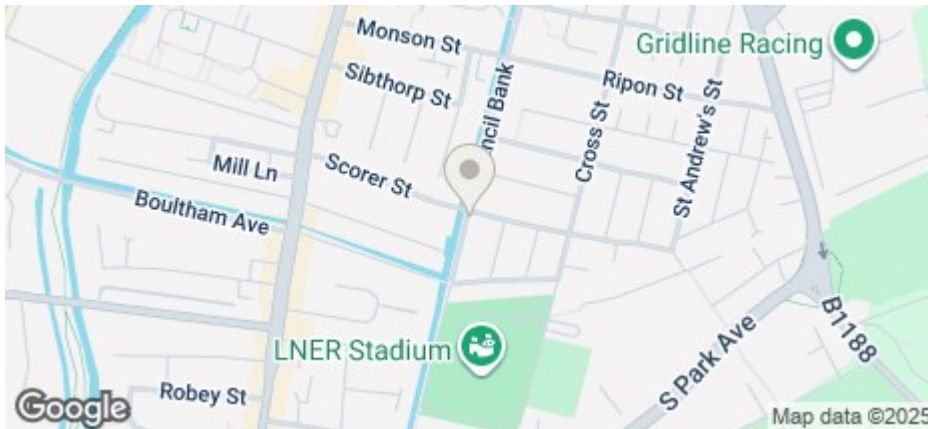 Monson St
Gridline Racing
Sibthorp St
Ripon St
Cross St
St Andrew's St
Mill Ln
Scorer St
Boultham Ave
LNER Stadium
S Park Ave
B1188
Robey St
Google
Map data ©2025